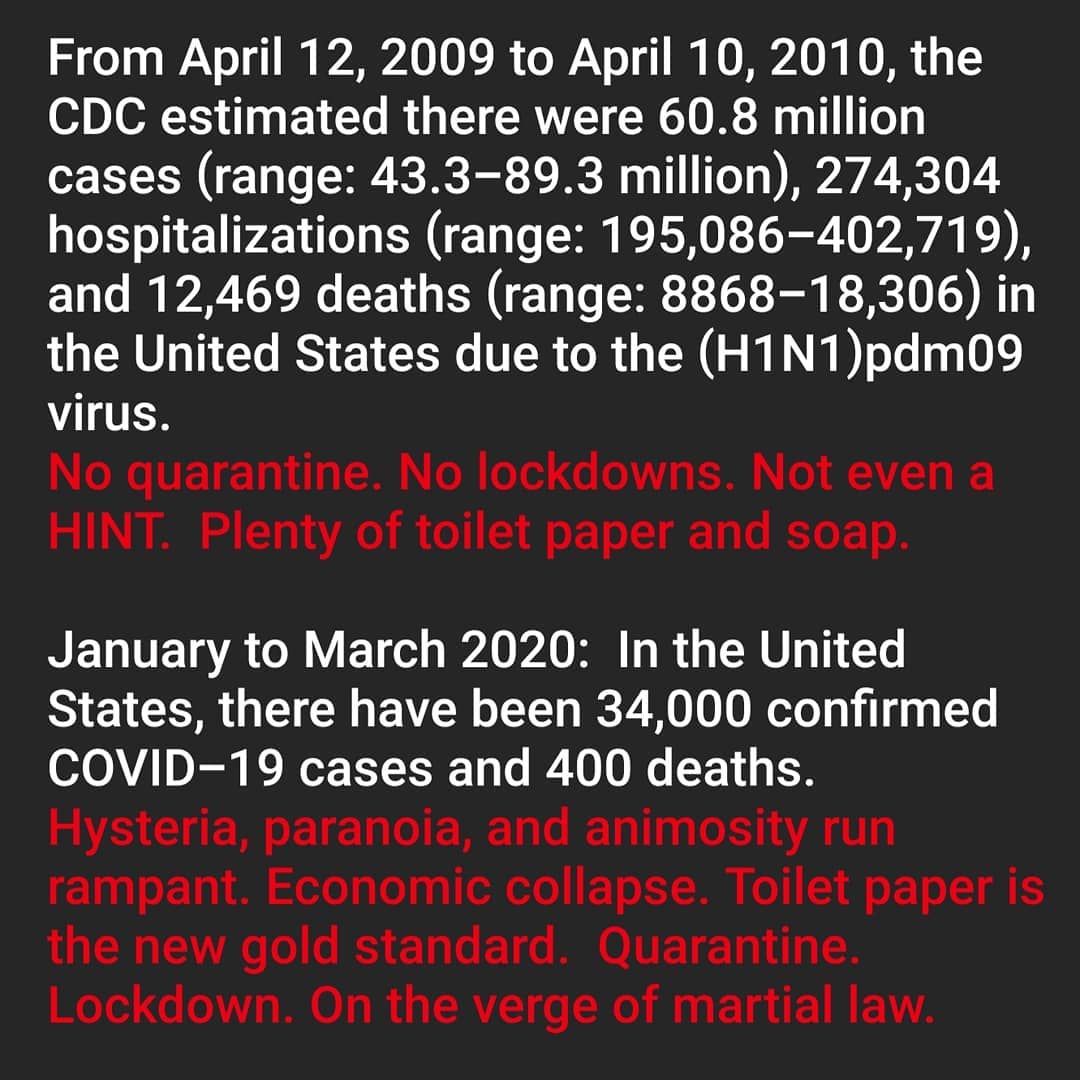 From April 12, 2009 to April 10, 2010, the
CDC estimated there were 60.8 million
cases (range: 43.3–89.3 million), 274,304
hospitalizations (range: 195,086–402,719),
and 12,469 deaths (range: 8868–18,306) in
the United States due to the (H1N1)pdm09
virus.
No quarantine. No lockdowns. Not even a
HINT.  Plenty of toilet paper and soap.
January to March 2020:  In the United
States, there have been 34,000 confirmed
COVID–19 cases and 400 deaths.
Hysteria, paranoia, and animosity run
rampant. Economic collapse. Toilet paper is
the new gold standard.  Quarantine.
Lockdown. On the verge of martial law.